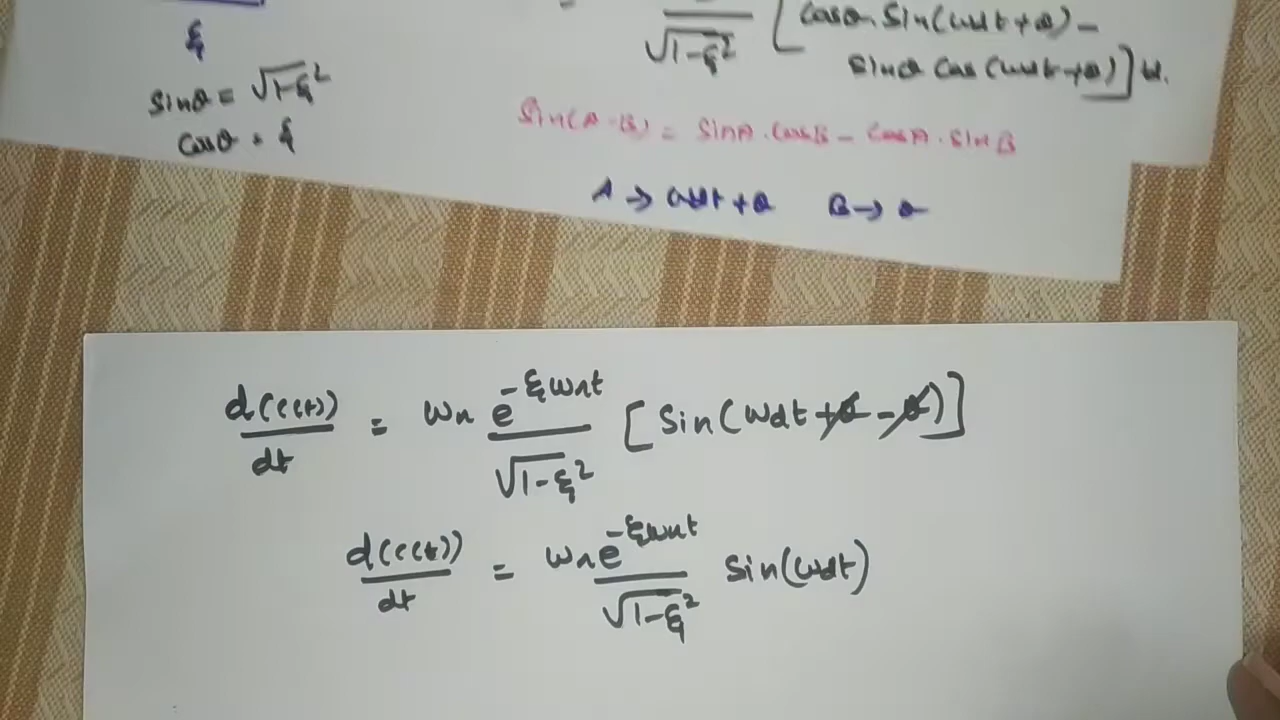 ξ
sinθ = √1-ξ²
cosθ = ξ
= —— √1-ξ² [cosθ. Sin(ωdt+θ) -
sinθ cos(ωdt+θ)]
Sin(A-B) = SinA.cosB - CosA.sinB
A → ωdt+θ B → θ
d(c(t))/dt = ωn e^-ξωnt/√1-ξ² [Sin(ωdt+θ-θ)]
d(c(t))/dt = ωn e^-ξωnt/√1-ξ² Sin(ωdt)